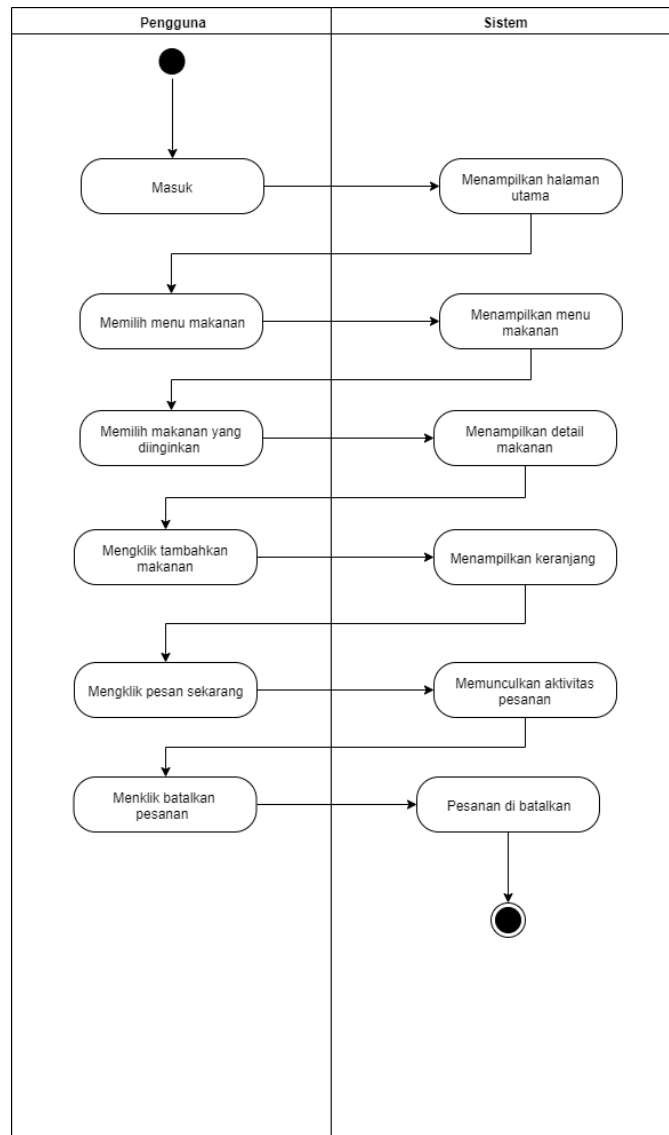 Pengguna
Sistem
Masuk
Menampilkan halaman
utama
Memilih menu makanan
Menampilkan menu
makanan
Memilih makanan yang
diinginkan
Menampilkan detail
makanan
Mengklik tambahkan
makanan
Menampilkan keranjang
Mengklik pesan sekarang
Memunculkan aktivitas
pesanan
Menklik batalkan
pesanan
Pesanan di batalkan